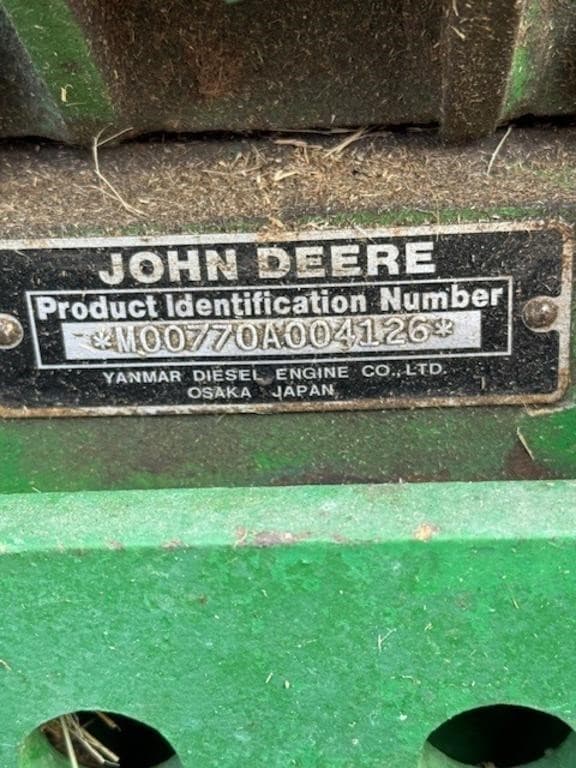 JOHN DEERE
Product Identification Number
*M00770A004126*
YANMAR DIESEL ENGINE CO.,LTD.
OSAKA JAPAN